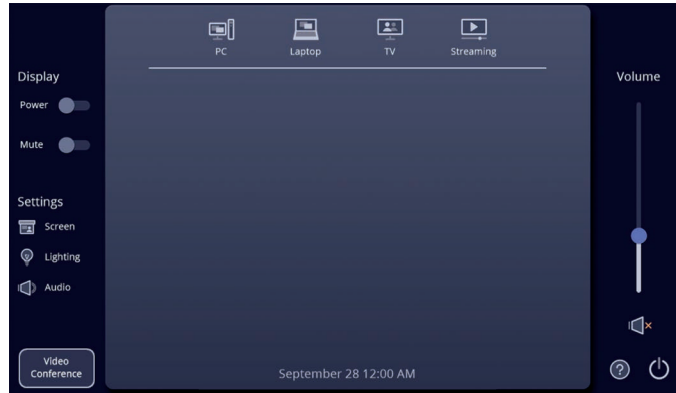 PC
Laptop
TV
Streaming
Display
Volume
Power
Mute
Settings
Screen
Lighting
Audio
Video
Conference
September 28 12:00 AM
?